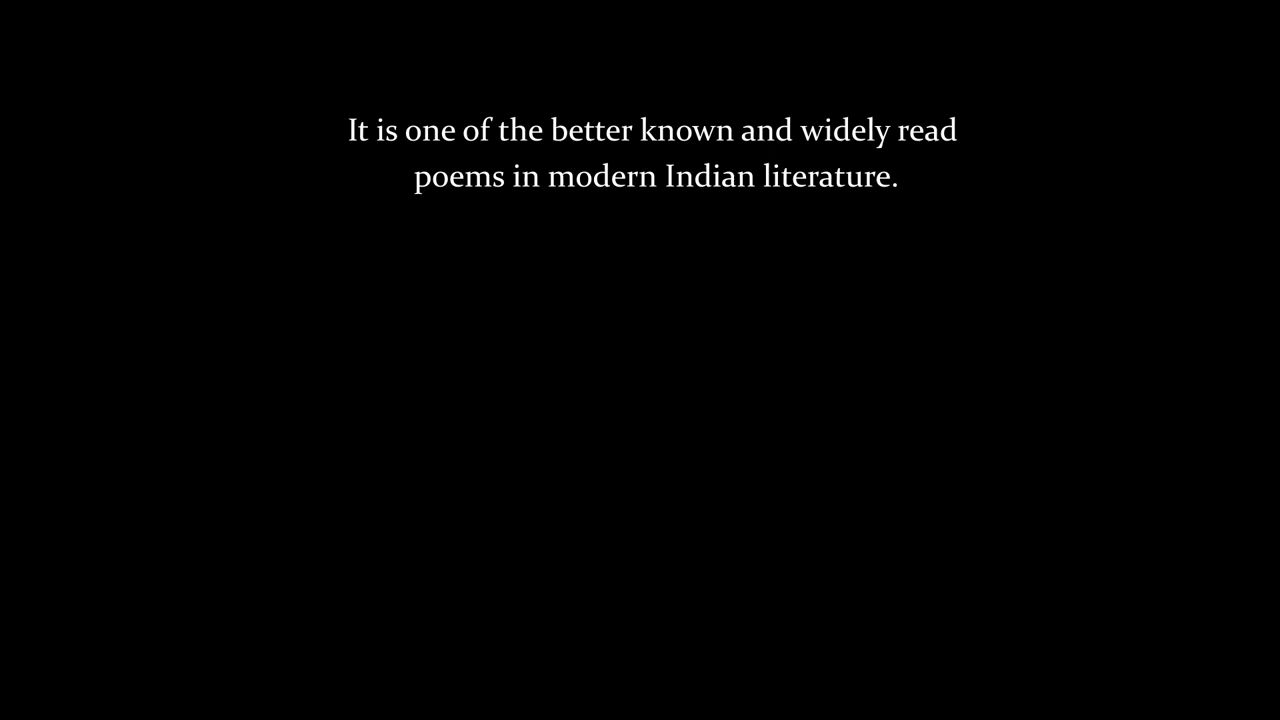 It is one of the better known and widely read
poems in modern Indian literature.